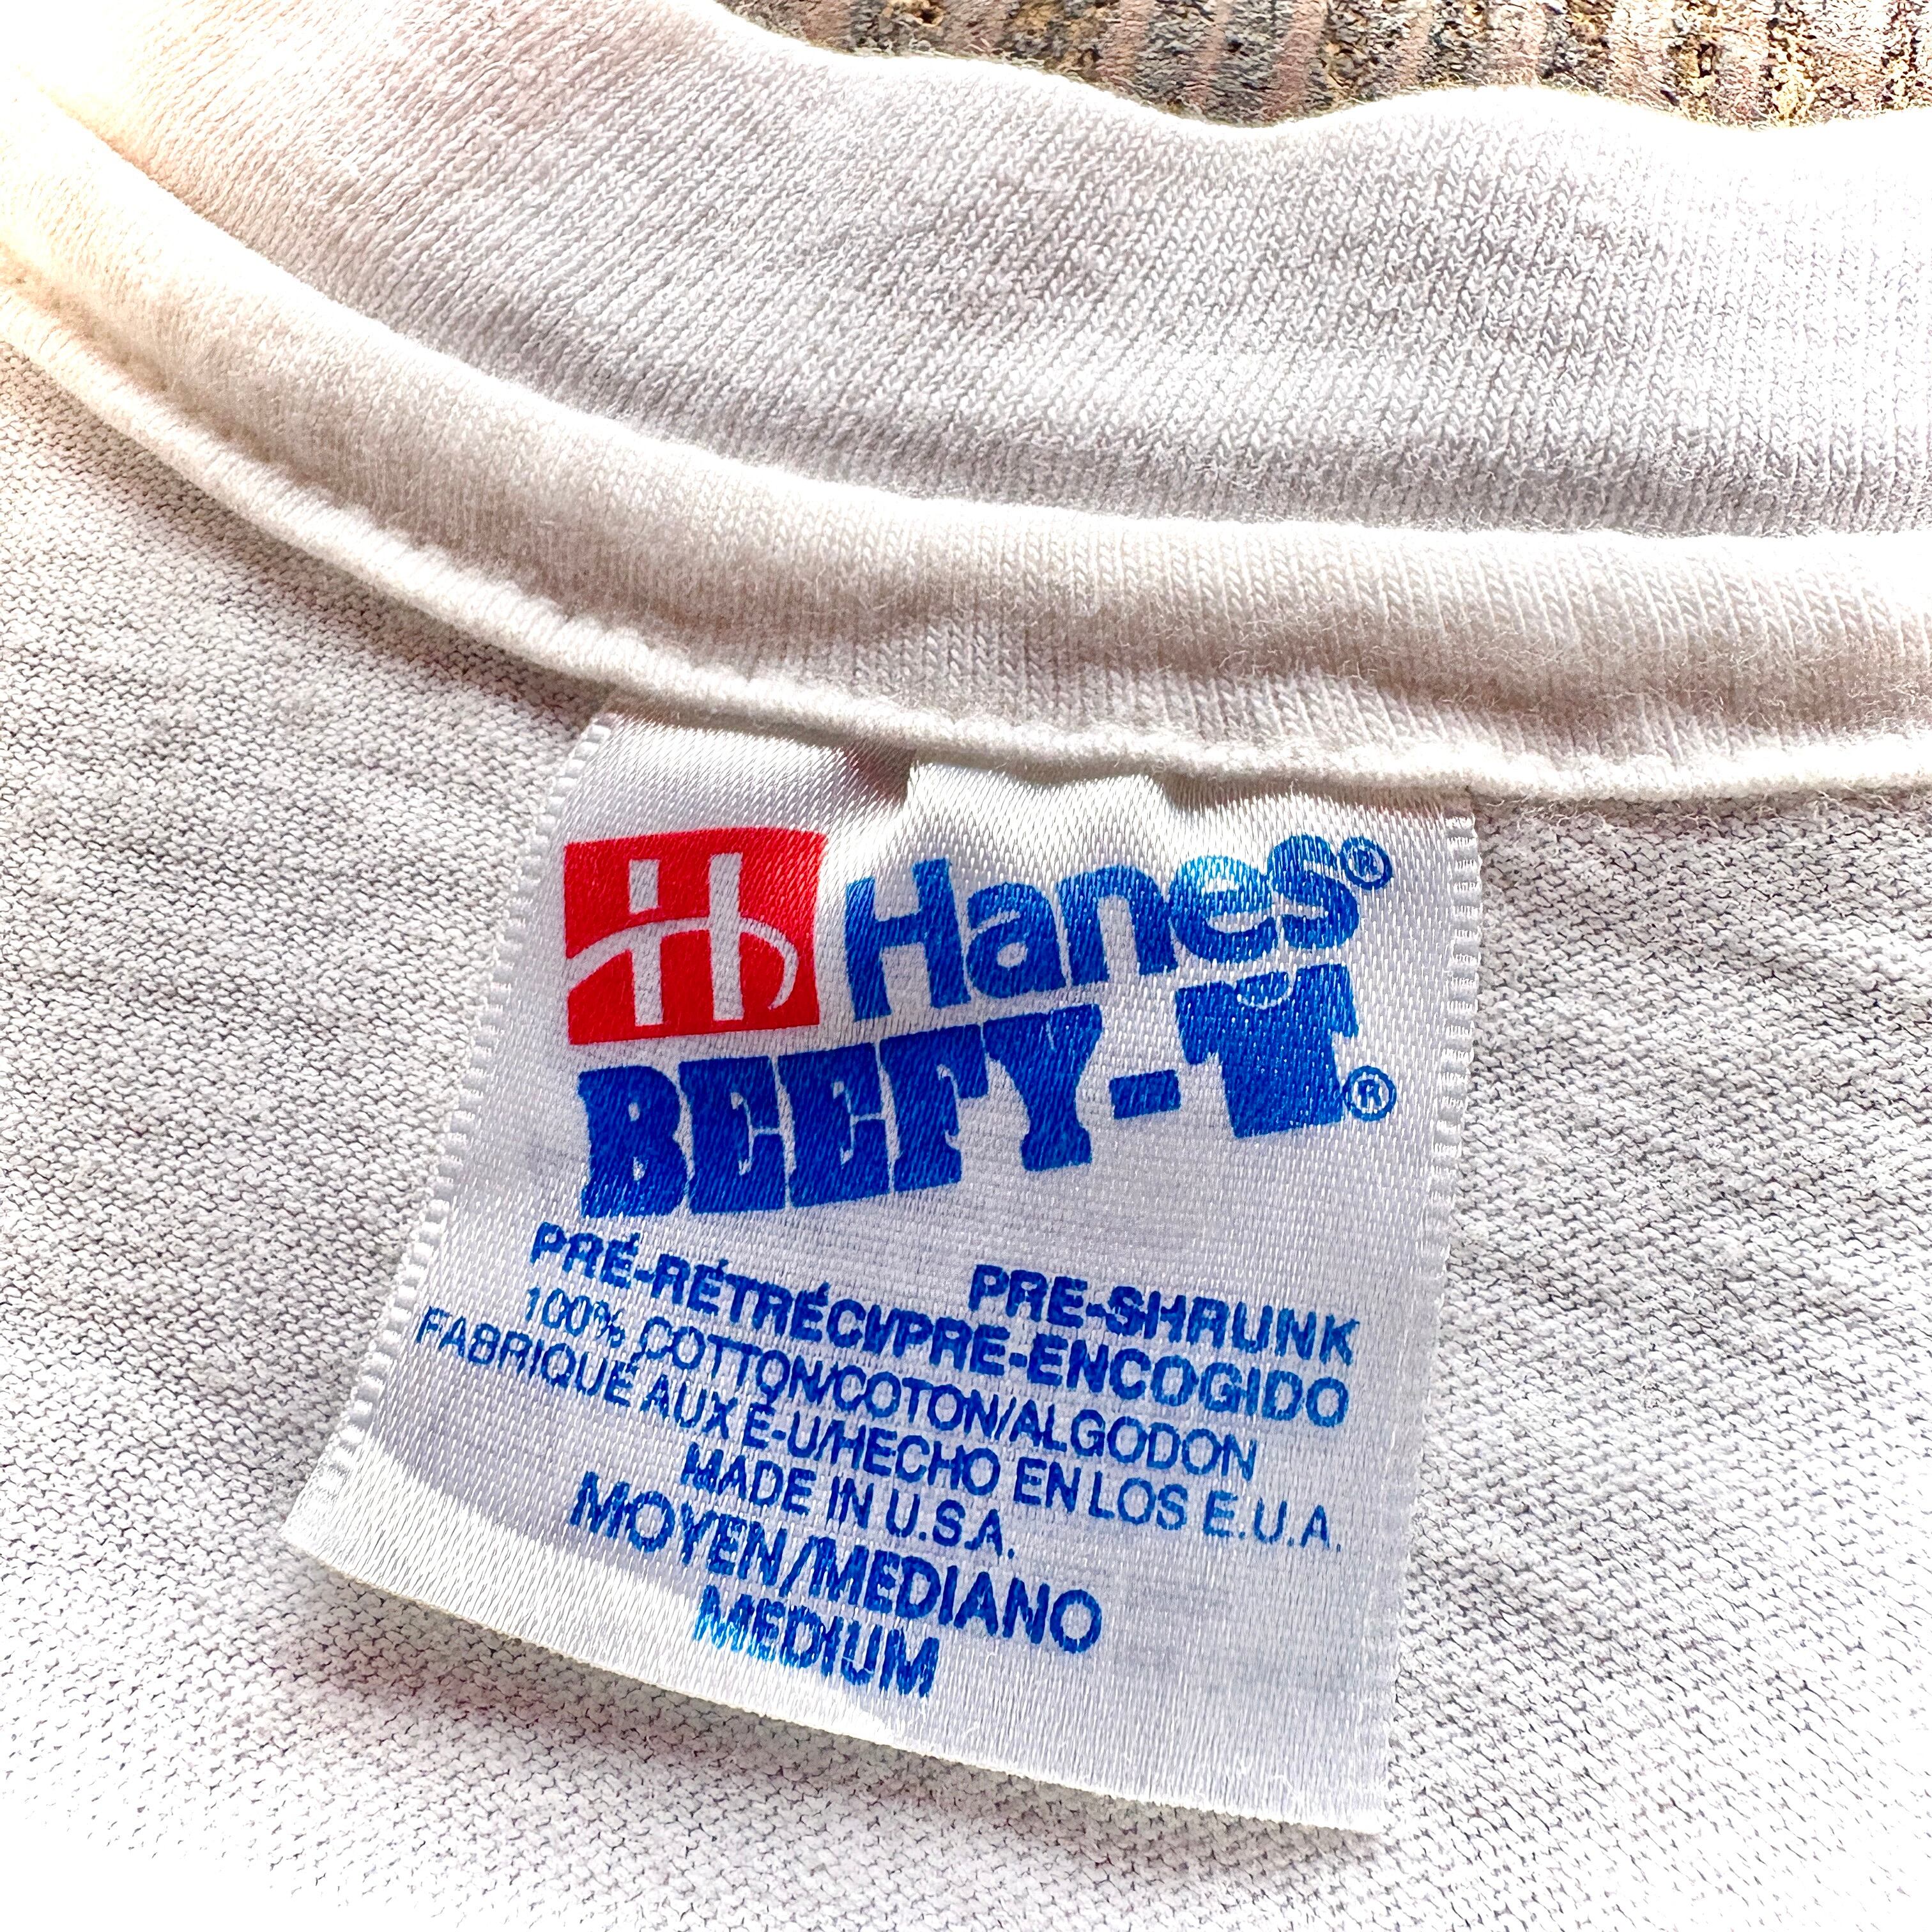 H Hanes®
BEEFY-T®
PRE-SHRUNK
PRÉ-RÉTRÉCI/PRE-ENCOGIDO
100% COTTON/COTON/ALGODON
FABRIQUÉ AUX É-U/HECHO EN LOS E.U.A.
MADE IN U.S.A.
MOYEN/MEDIANO
MEDIUM